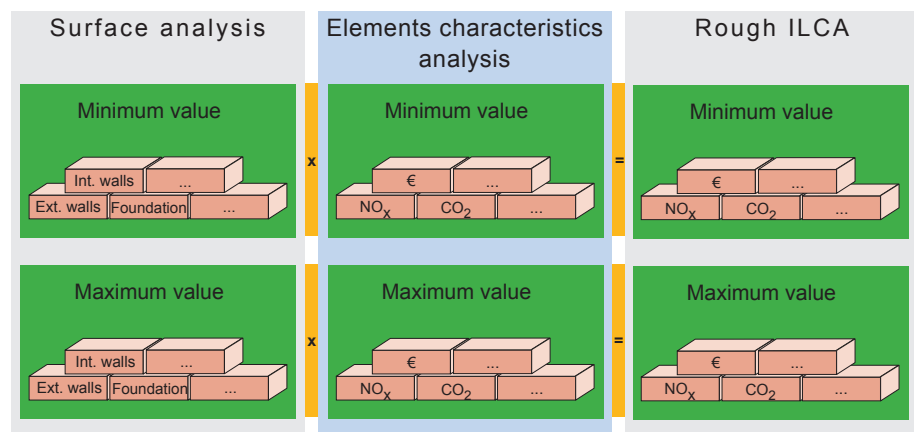 Surface analysis
Elements characteristics
analysis
Rough ILCA
Minimum value
Int. walls
...
Ext. walls
Foundation
...
x
Minimum value
€
...
NOx
CO2
...
=
Minimum value
€
...
NOx
CO2
...
Maximum value
Int. walls
...
Ext. walls
Foundation
...
x
Maximum value
€
...
NOx
CO2
...
=
Maximum value
€
...
NOx
CO2
...